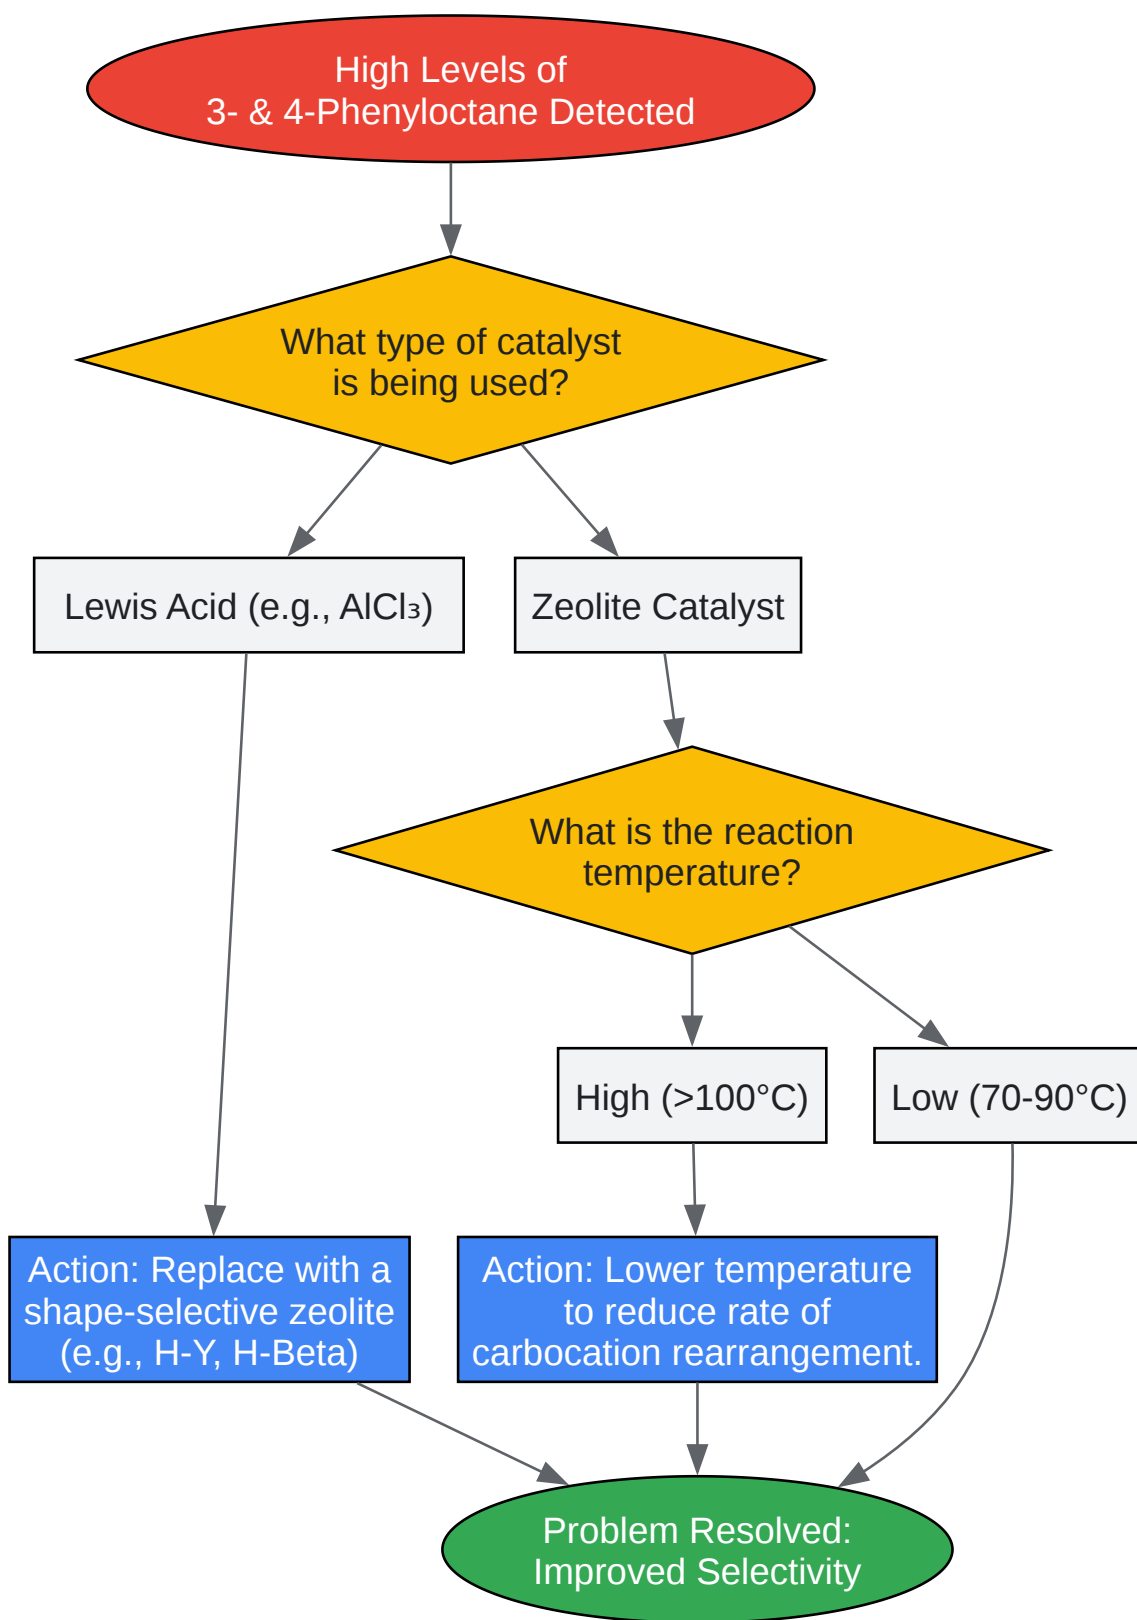 High Levels of
3- & 4-Phenyloctane Detected
What type of catalyst
is being used?
Lewis Acid (e.g., AlCl₃)
Zeolite Catalyst
What is the reaction
temperature?
High (>100°C)
Low (70-90°C)
Action: Replace with a
shape-selective zeolite
(e.g., H-Y, H-Beta)
Action: Lower temperature
to reduce rate of
carbocation rearrangement.
Problem Resolved:
Improved Selectivity